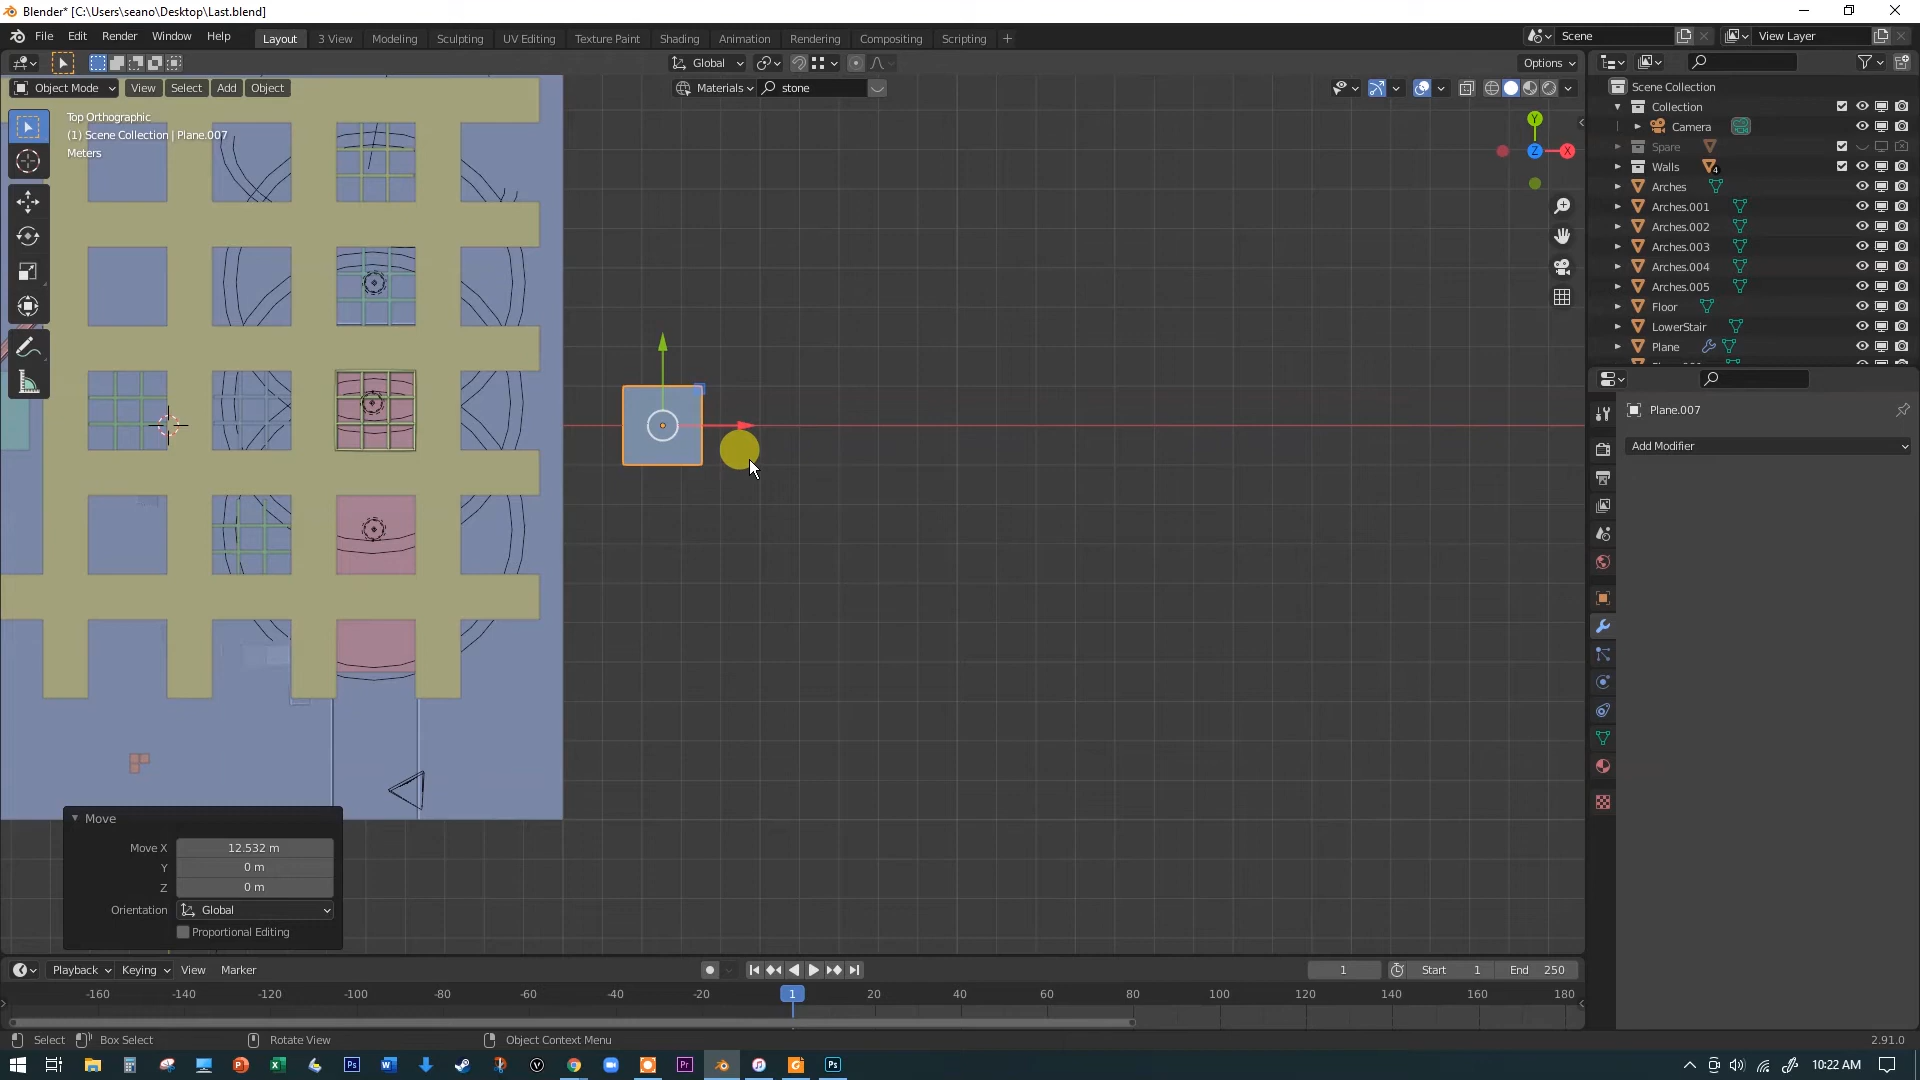 Blender* [C:\Users\seano\Desktop\Last.blend]
File Edit Render Window Help
Layout 3 View Modeling Sculpting UV Editing Texture Paint Shading Animation Rendering Compositing Scripting +
Scene
View Layer
Global
Options
Object Mode View Select Add Object
Materials stone
Top Orthographic
(1) Scene Collection | Plane.007
Meters
Y
Z X
Scene Collection
Collection
Camera
Spare
Walls 4
Arches
Arches.001
Arches.002
Arches.003
Arches.004
Arches.005
Floor
LowerStair
Plane
Plane.007
Add Modifier
Move
Move X 12.532 m
Y 0 m
Z 0 m
Orientation Global
Proportional Editing
Playback Keying View Marker
1 Start 1 End 250
-160 -140 -120 -100 -80 -60 -40 -20 1 20 40 60 80 100 120 140 160 180
Select Box Select Rotate View Object Context Menu 2.91.0
10:22 AM